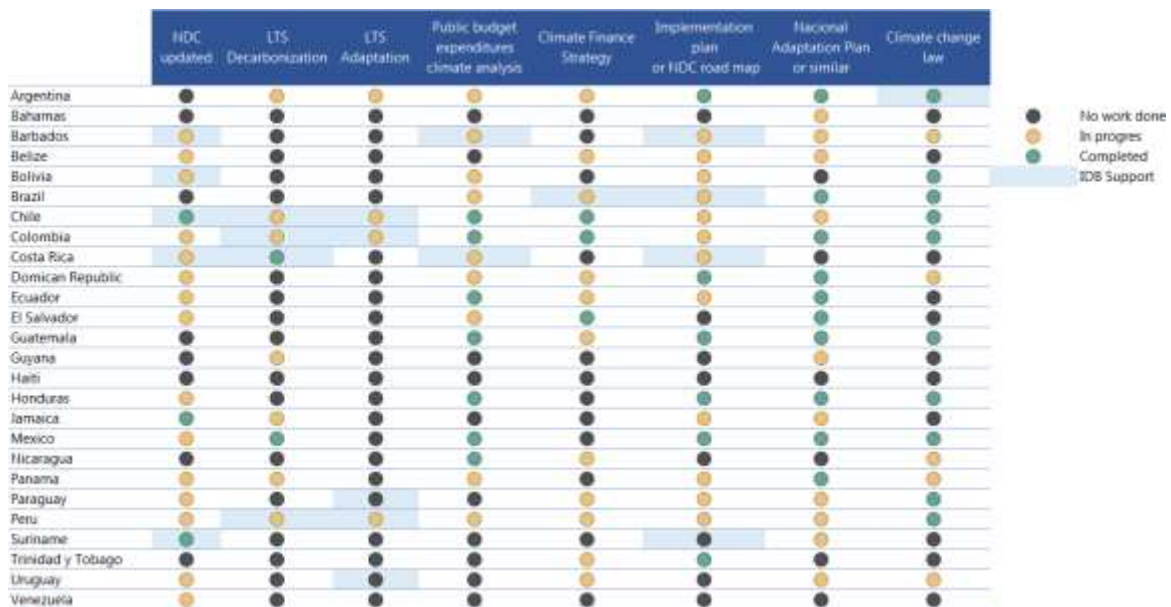 NDC updated
LTS Decarbonization
LTS Adaptation
Public budget expenditures climate analysis
Climate Finance Strategy
Implementation plan or NDC road map
Nacional Adaptation Plan or similar
Climate change law
Argentina
Bahamas
Barbados
Belize
Bolivia
Brazil
Chile
Colombia
Costa Rica
Domican Republic
Ecuador
El Salvador
Guatemala
Guyana
Haiti
Honduras
Jamaica
Mexico
Nicaragua
Panama
Paraguay
Peru
Suriname
Trinidad y Tobago
Uruguay
Venezuela
No work done
In progres
Completed
IDB Support